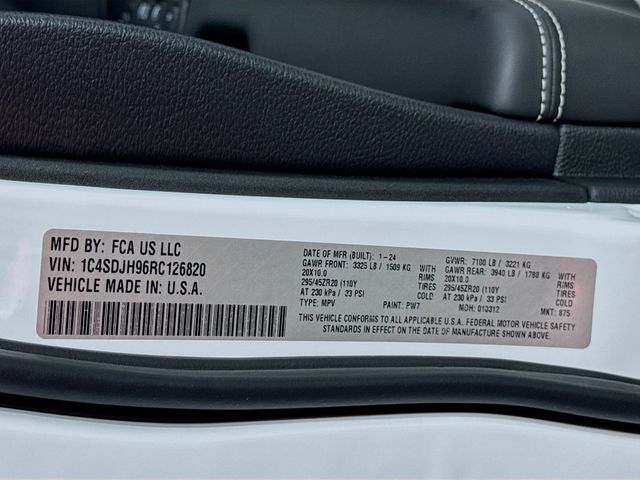 MFD BY: FCA US LLC
VIN: 1C4SDJH96RC126820
VEHICLE MADE IN: U.S.A.
DATE OF MFR (BUILT): 1-24 GVWR: 7100 LB / 3221 KG
GAWR FRONT: 3325 LB / 1509 KG WITH GAWR REAR: 3940 LB / 1788 KG WITH
20X10.0 RIMS 20X10.0 RIMS
295/45ZR20 (110Y TIRES 295/45ZR20 (110Y TIRES
AT 230 kPa / 33 PSI COLD AT 230 kPa / 33 PSI COLD
TYPE: MPV PAINT: PW7 MDH: 010312 MKT: 875
THIS VEHICLE CONFORMS TO ALL APPLICABLE U.S.A. FEDERAL MOTOR VEHICLE SAFETY
STANDARDS IN EFFECT ON THE DATE OF MANUFACTURE SHOWN ABOVE.